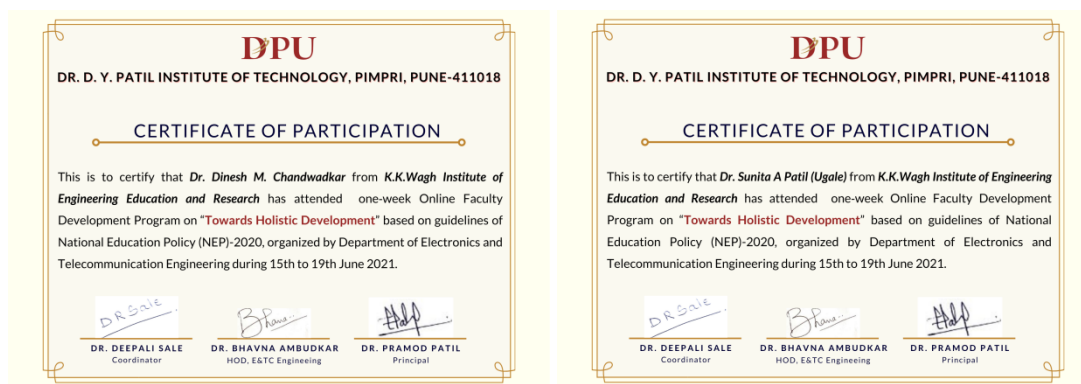 DPU
DR. D. Y. PATIL INSTITUTE OF TECHNOLOGY, PIMPRI, PUNE-411018
CERTIFICATE OF PARTICIPATION
This is to certify that Dr. Dinesh M. Chandwadkar from K.K.Wagh Institute of
Engineering Education and Research has attended one-week Online Faculty
Development Program on “Towards Holistic Development” based on guidelines of
National Education Policy (NEP)-2020, organized by Department of Electronics and
Telecommunication Engineering during 15th to 19th June 2021.
DR Sale
Bhana..
DR. DEEPALI SALE
Coordinator
DR. BHAVNA AMBUDKAR
HOD, E&TC Engineeing
DR. PRAMOD PATIL
Principal
DPU
DR. D. Y. PATIL INSTITUTE OF TECHNOLOGY, PIMPRI, PUNE-411018
CERTIFICATE OF PARTICIPATION
This is to certify that Dr. Sunita A Patil (Ugale) from K.K.Wagh Institute of Engineering
Education and Research has attended one-week Online Faculty Development
Program on “Towards Holistic Development” based on guidelines of National
Education Policy (NEP)-2020, organized by Department of Electronics and
Telecommunication Engineering during 15th to 19th June 2021.
DR Sale
Bhana..
DR. DEEPALI SALE
Coordinator
DR. BHAVNA AMBUDKAR
HOD, E&TC Engineeing
DR. PRAMOD PATIL
Principal